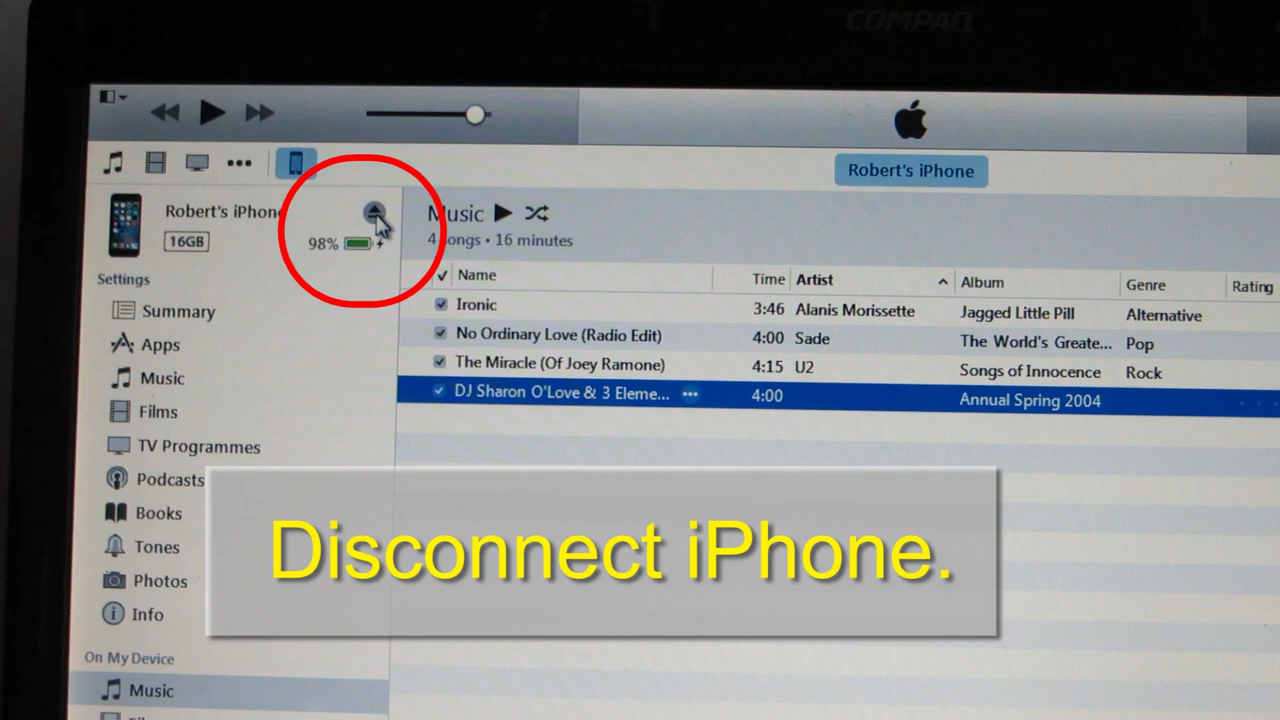 COMPAQ
Robert's iPhone
Robert's iPhon
16GB
98%
Settings
Summary
Apps
Music
Films
TV Programmes
Podcasts
Books
Tones
Photos
Info
On My Device
Music
Music
4 songs • 16 minutes
Name Time Artist Album Genre Rating
Ironic 3:46 Alanis Morissette Jagged Little Pill Alternative
No Ordinary Love (Radio Edit) 4:00 Sade The World's Greate... Pop
The Miracle (Of Joey Ramone) 4:15 U2 Songs of Innocence Rock
DJ Sharon O'Love & 3 Eleme... 4:00 Annual Spring 2004
Disconnect iPhone.